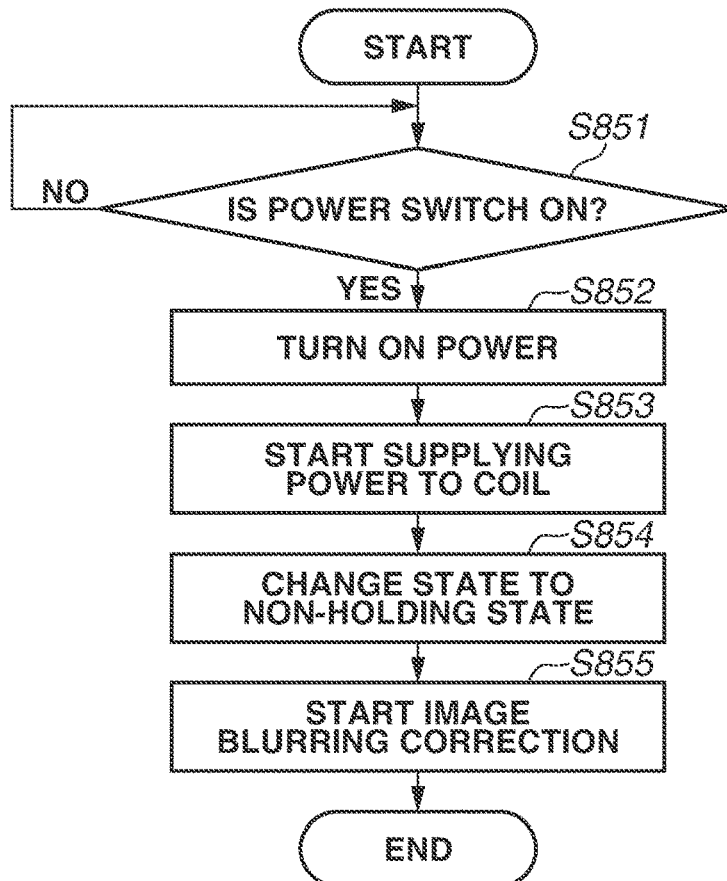 START
S851
IS POWER SWITCH ON?
NO
YES
S852
TURN ON POWER
S853
START SUPPLYING
POWER TO COIL
S854
CHANGE STATE TO
NON-HOLDING STATE
S855
START IMAGE
BLURRING CORRECTION
END